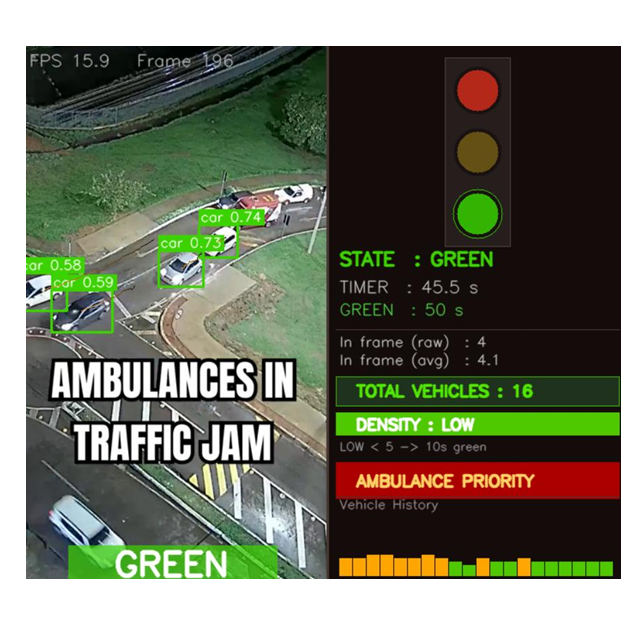 FPS 15.9 Frame 196
car 0.74
car 0.73
car 0.58
car 0.59
AMBULANCES IN
TRAFFIC JAM
GREEN
STATE : GREEN
TIMER : 45.5 s
GREEN : 50 s
In frame (raw) : 4
In frame (avg) : 4.1
TOTAL VEHICLES : 16
DENSITY : LOW
LOW < 5 -> 10s green
AMBULANCE PRIORITY
Vehicle History